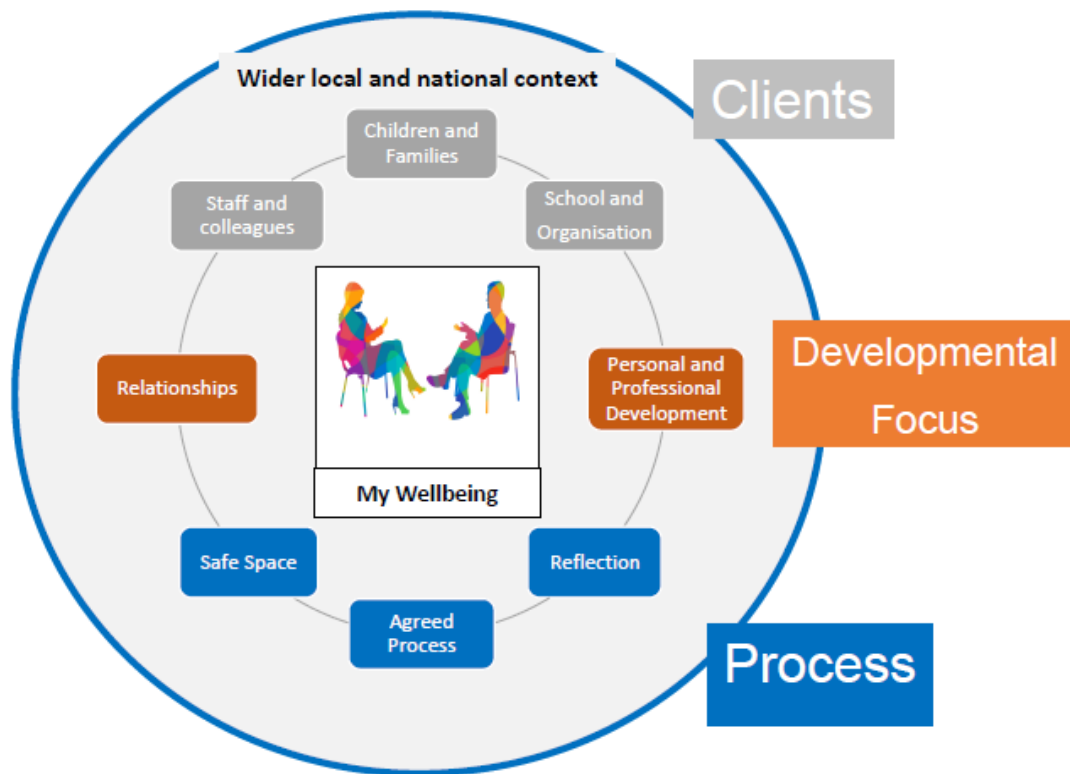 Wider local and national context
Clients
Children and
Families
Staff and
colleagues
School and
Organisation
Relationships
Personal and
Professional
Development
Developmental
Focus
My Wellbeing
Safe Space
Reflection
Agreed
Process
Process